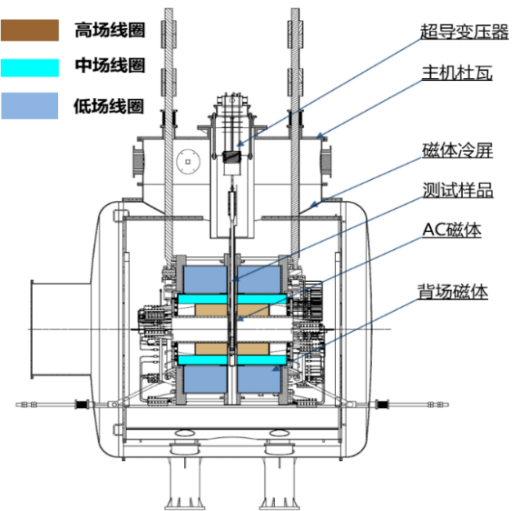 高场线圈
中场线圈
低场线圈
超导变压器
主机杜瓦
磁体冷屏
测试样品
AC磁体
背场磁体